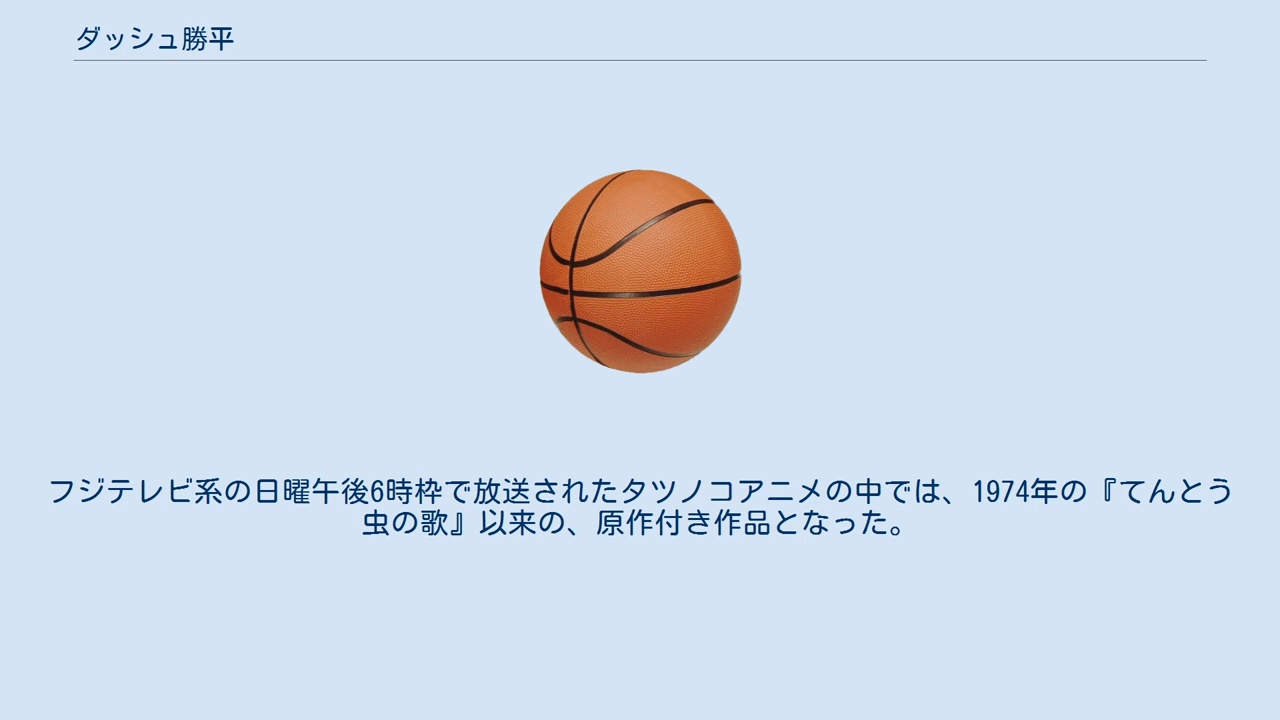 ダッシュ勝平
フジテレビ系の日曜午後6時枠で放送されたタツノコアニメの中では、1974年の『てんとう
虫の歌』以来の、原作付き作品となった。